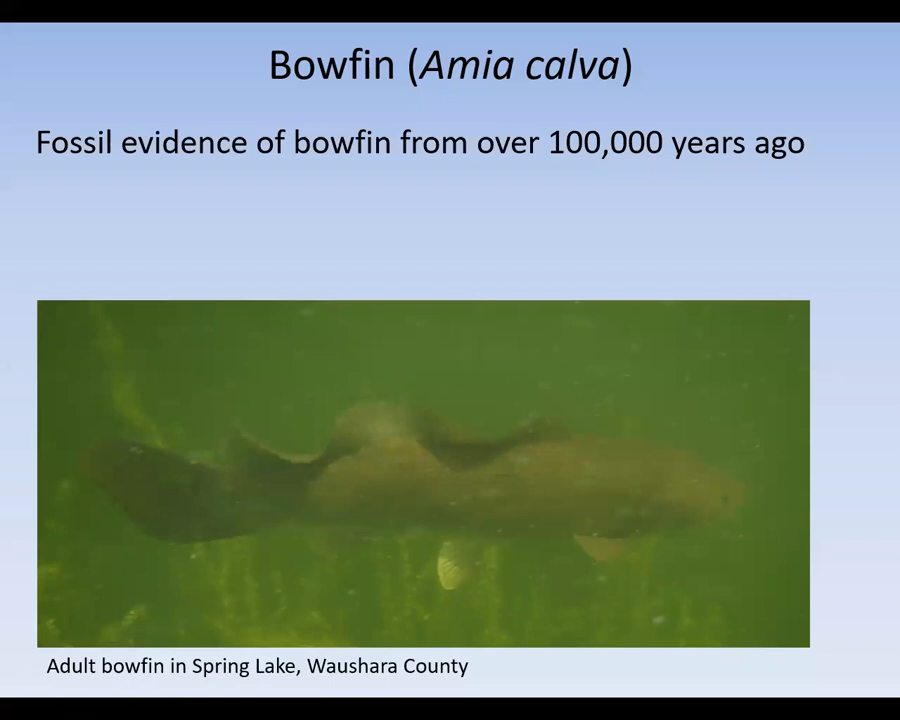 Bowfin (Amia calva)
Fossil evidence of bowfin from over 100,000 years ago
Adult bowfin in Spring Lake, Waushara County